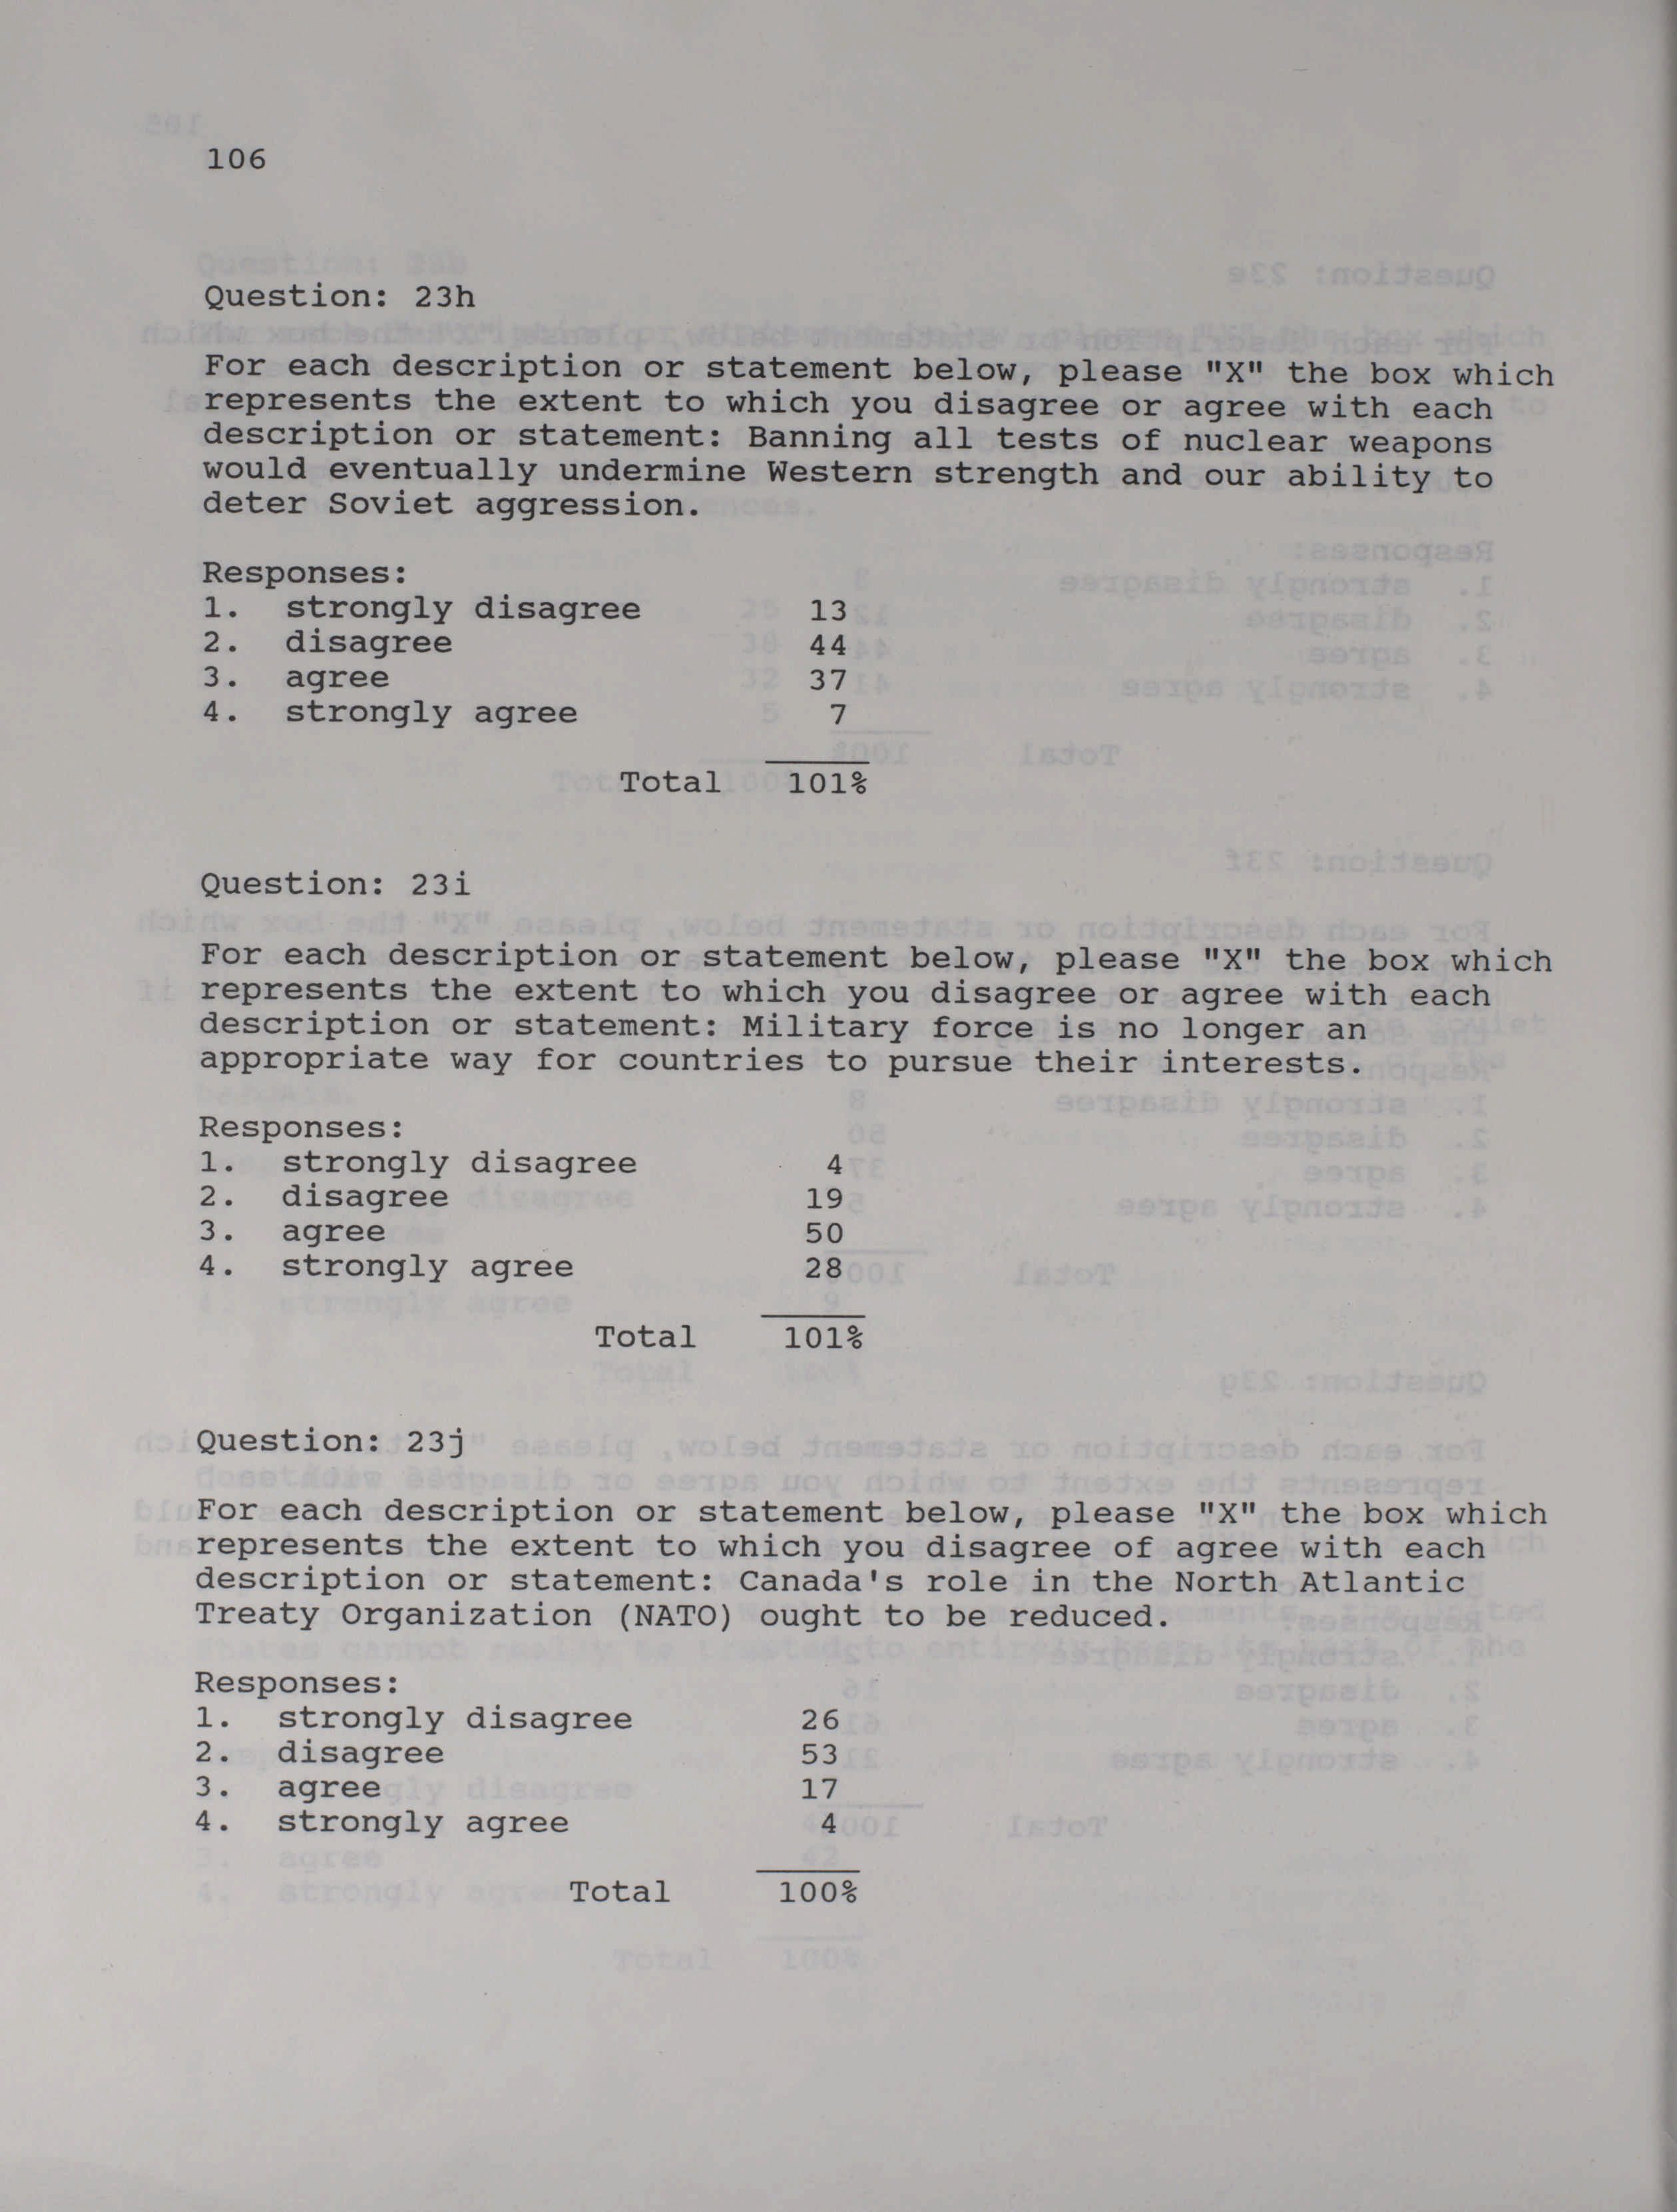 106
Question: 23h
For each description or statement below, please "X" the box which
represents the extent to which you disagree or agree with each
description or statement: Banning all tests of nuclear weapons
would eventually undermine Western strength and our ability to
deter Soviet aggression.
Responses:
1. strongly disagree 13
2. disagree 44
3. agree 37
4. strongly agree 7
Total 101%
Question: 23i
For each description or statement below, please "X" the box which
represents the extent to which you disagree or agree with each
description or statement: Military force is no longer an
appropriate way for countries to pursue their interests.
Responses:
1. strongly disagree 4
2. disagree 19
3. agree 50
4. strongly agree 28
Total 101%
Question: 23j
For each description or statement below, please "X" the box which
represents the extent to which you disagree of agree with each
description or statement: Canada's role in the North Atlantic
Treaty Organization (NATO) ought to be reduced.
Responses:
1. strongly disagree 26
2. disagree 53
3. agree 17
4. strongly agree 4
Total 100%